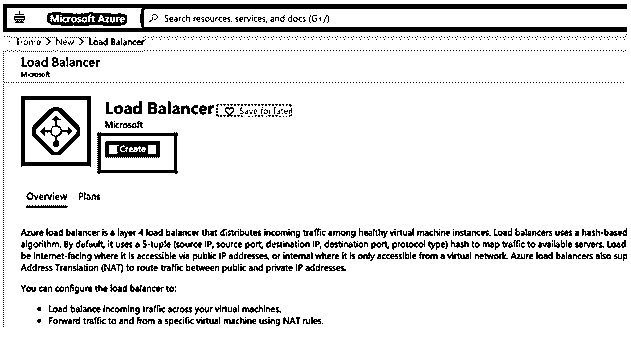 Microsoft Azure
Search resources, services, and docs (G+/)
Home > New > Load Balancer
Load Balancer
Microsoft
Load Balancer
Save for later
Microsoft
Create
Overview Plans
Azure load balancer is a layer 4 load balancer that distributes incoming traffic among healthy virtual machine instances. Load balancers uses a hash-based
algorithm. By default, it uses a 5-tuple (source IP, source port, destination IP, destination port, protocol type) hash to map traffic to available servers. Load
be Internet-facing where it is accessible via public IP addresses, or internal where it is only accessible from a virtual network. Azure load balancers also sup
Address Translation (NAT) to route traffic between public and private IP addresses.
You can configure the load balancer to:
• Load balance incoming traffic across your virtual machines.
• Forward traffic to and from a specific virtual machine using NAT rules.